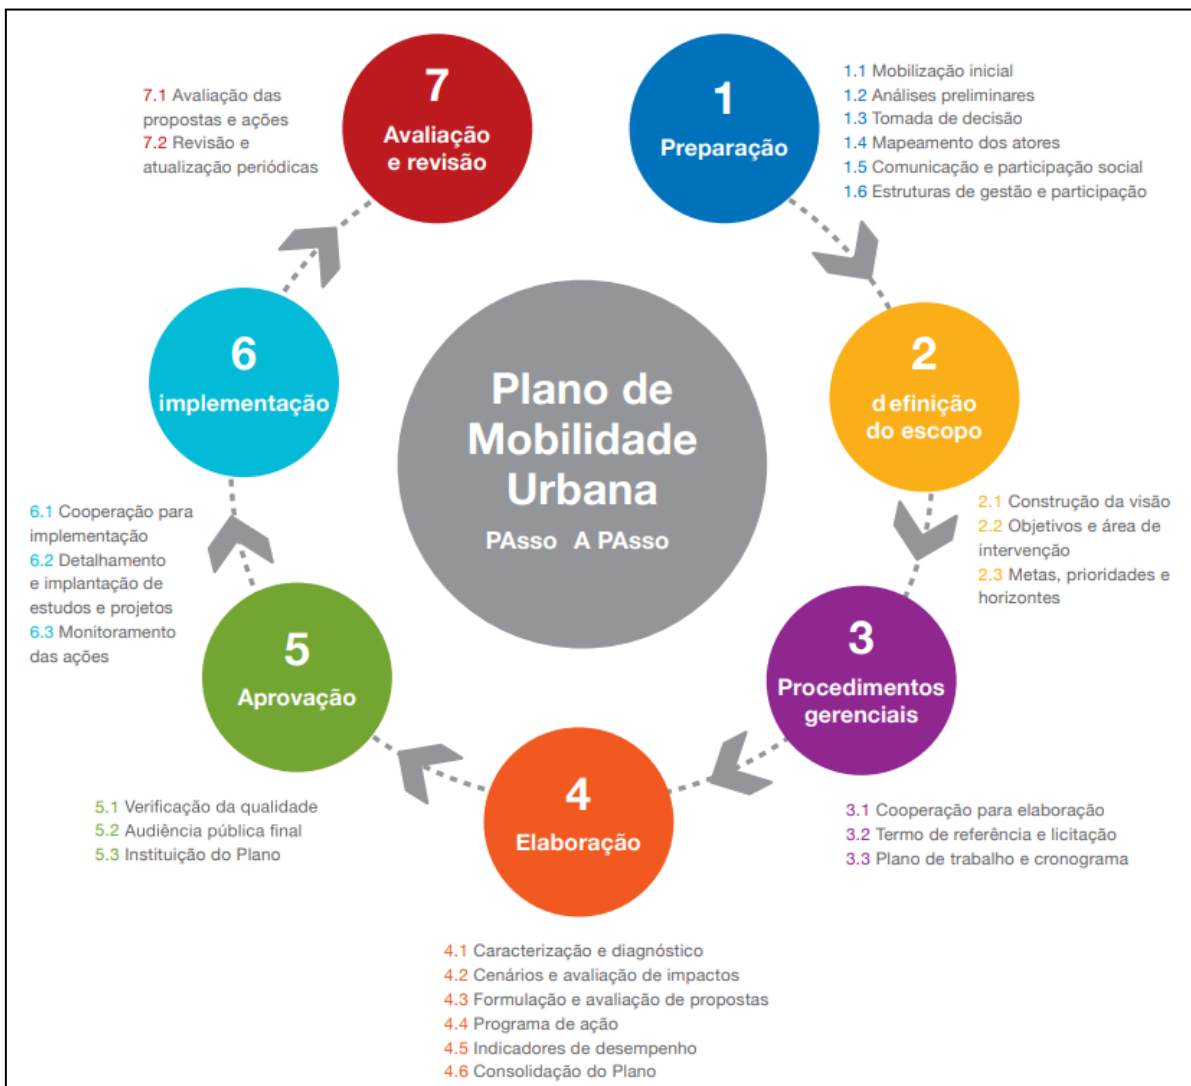 Plano de
Mobilidade
Urbana
PAsso A PAsso
1
Preparação
1.1 Mobilização inicial
1.2 Análises preliminares
1.3 Tomada de decisão
1.4 Mapeamento dos atores
1.5 Comunicação e participação social
1.6 Estruturas de gestão e participação
2
d efinição
do escopo
2.1 Construção da visão
2.2 Objetivos e área de
intervenção
2.3 Metas, prioridades e
horizontes
3
Procedimentos
gerenciais
3.1 Cooperação para elaboração
3.2 Termo de referência e licitação
3.3 Plano de trabalho e cronograma
4
Elaboração
4.1 Caracterização e diagnóstico
4.2 Cenários e avaliação de impactos
4.3 Formulação e avaliação de propostas
4.4 Programa de ação
4.5 Indicadores de desempenho
4.6 Consolidação do Plano
5
Aprovação
5.1 Verificação da qualidade
5.2 Audiência pública final
5.3 Instituição do Plano
6
implementação
6.1 Cooperação para
implementação
6.2 Detalhamento
e implantação de
estudos e projetos
6.3 Monitoramento
das ações
7
Avaliação
e revisão
7.1 Avaliação das
propostas e ações
7.2 Revisão e
atualização periódicas